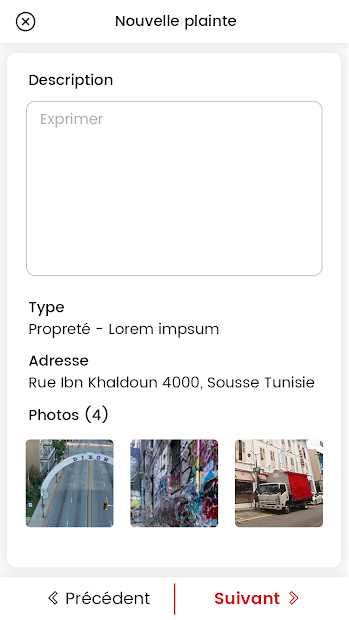 Nouvelle plainte
Description
Exprimer
Type
Propreté - Lorem impsum
Adresse
Rue Ibn Khaldoun 4000, Sousse Tunisie
Photos (4)
DIXON
Précédent
Suivant